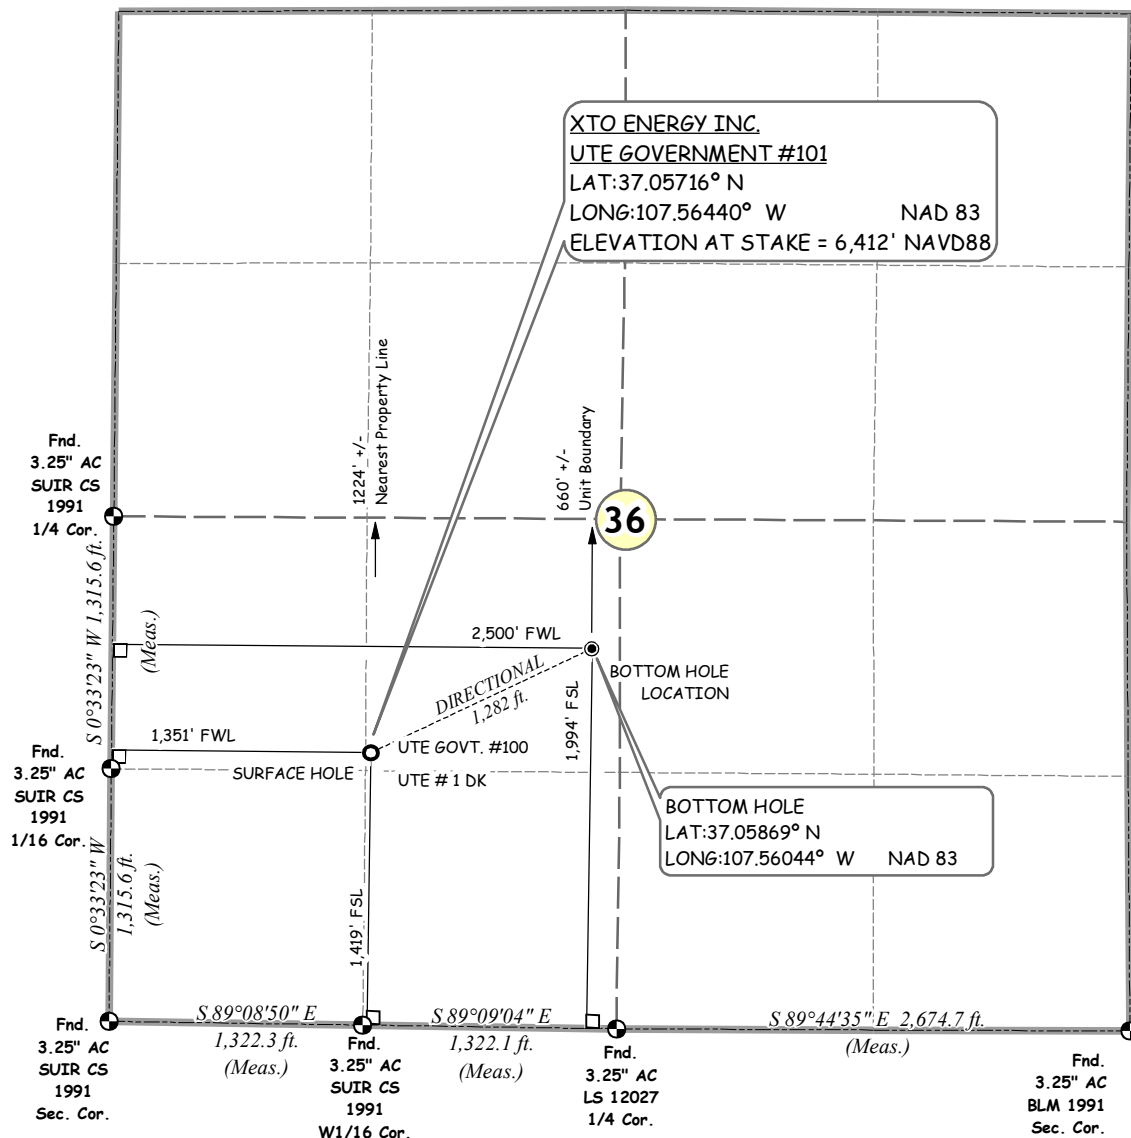 XTO ENERGY INC.
UTE GOVERNMENT #101
LAT:37.05716° N
LONG:107.56440° W NAD 83
ELEVATION AT STAKE = 6,412' NAVD88
1224' +/-
Nearest Property Line
660' +/-
Unit Boundary
36
Fnd.
3.25" AC
SUIR CS
1991
1/4 Cor.
S 0°33'23" W 1,315.6 ft.
(Meas.)
2,500' FWL
DIRECTIONAL
1,282 ft.
BOTTOM HOLE
LOCATION
1,994' FSL
1,351' FWL
UTE GOVT. #100
SURFACE HOLE
UTE # 1 DK
Fnd.
3.25" AC
SUIR CS
1991
1/16 Cor.
BOTTOM HOLE
LAT:37.05869° N
LONG:107.56044° W NAD 83
S 0°33'23" W
1,315.6 ft.
(Meas.)
1,419' FSL
S 89°08'50" E
1,322.3 ft.
(Meas.)
S 89°09'04" E
1,322.1 ft.
(Meas.)
S 89°44'35" E 2,674.7 ft.
(Meas.)
Fnd.
3.25" AC
SUIR CS
1991
Sec. Cor.
Fnd.
3.25" AC
SUIR CS
1991
W1/16 Cor.
Fnd.
3.25" AC
LS 12027
1/4 Cor.
Fnd.
3.25" AC
BLM 1991
Sec. Cor.